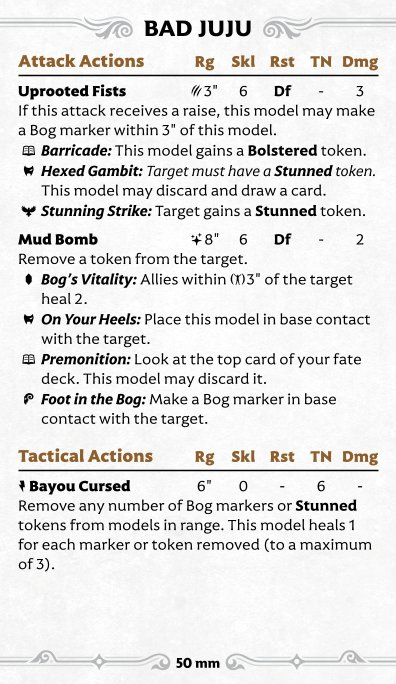 BAD JUJU
Attack Actions Rg Skl Rst TN Dmg
Uprooted Fists 3" 6 Df - 3
If this attack receives a raise, this model may make
a Bog marker within 3" of this model.
Barricade: This model gains a Bolstered token.
Hexed Gambit: Target must have a Stunned token.
This model may discard and draw a card.
Stunning Strike: Target gains a Stunned token.
Mud Bomb 8" 6 Df - 2
Remove a token from the target.
Bog's Vitality: Allies within 3" of the target
heal 2.
On Your Heels: Place this model in base contact
with the target.
Premonition: Look at the top card of your fate
deck. This model may discard it.
Foot in the Bog: Make a Bog marker in base
contact with the target.
Tactical Actions Rg Skl Rst TN Dmg
Bayou Cursed 6" 0 - 6 -
Remove any number of Bog markers or Stunned
tokens from models in range. This model heals 1
for each marker or token removed (to a maximum
of 3).
50 mm